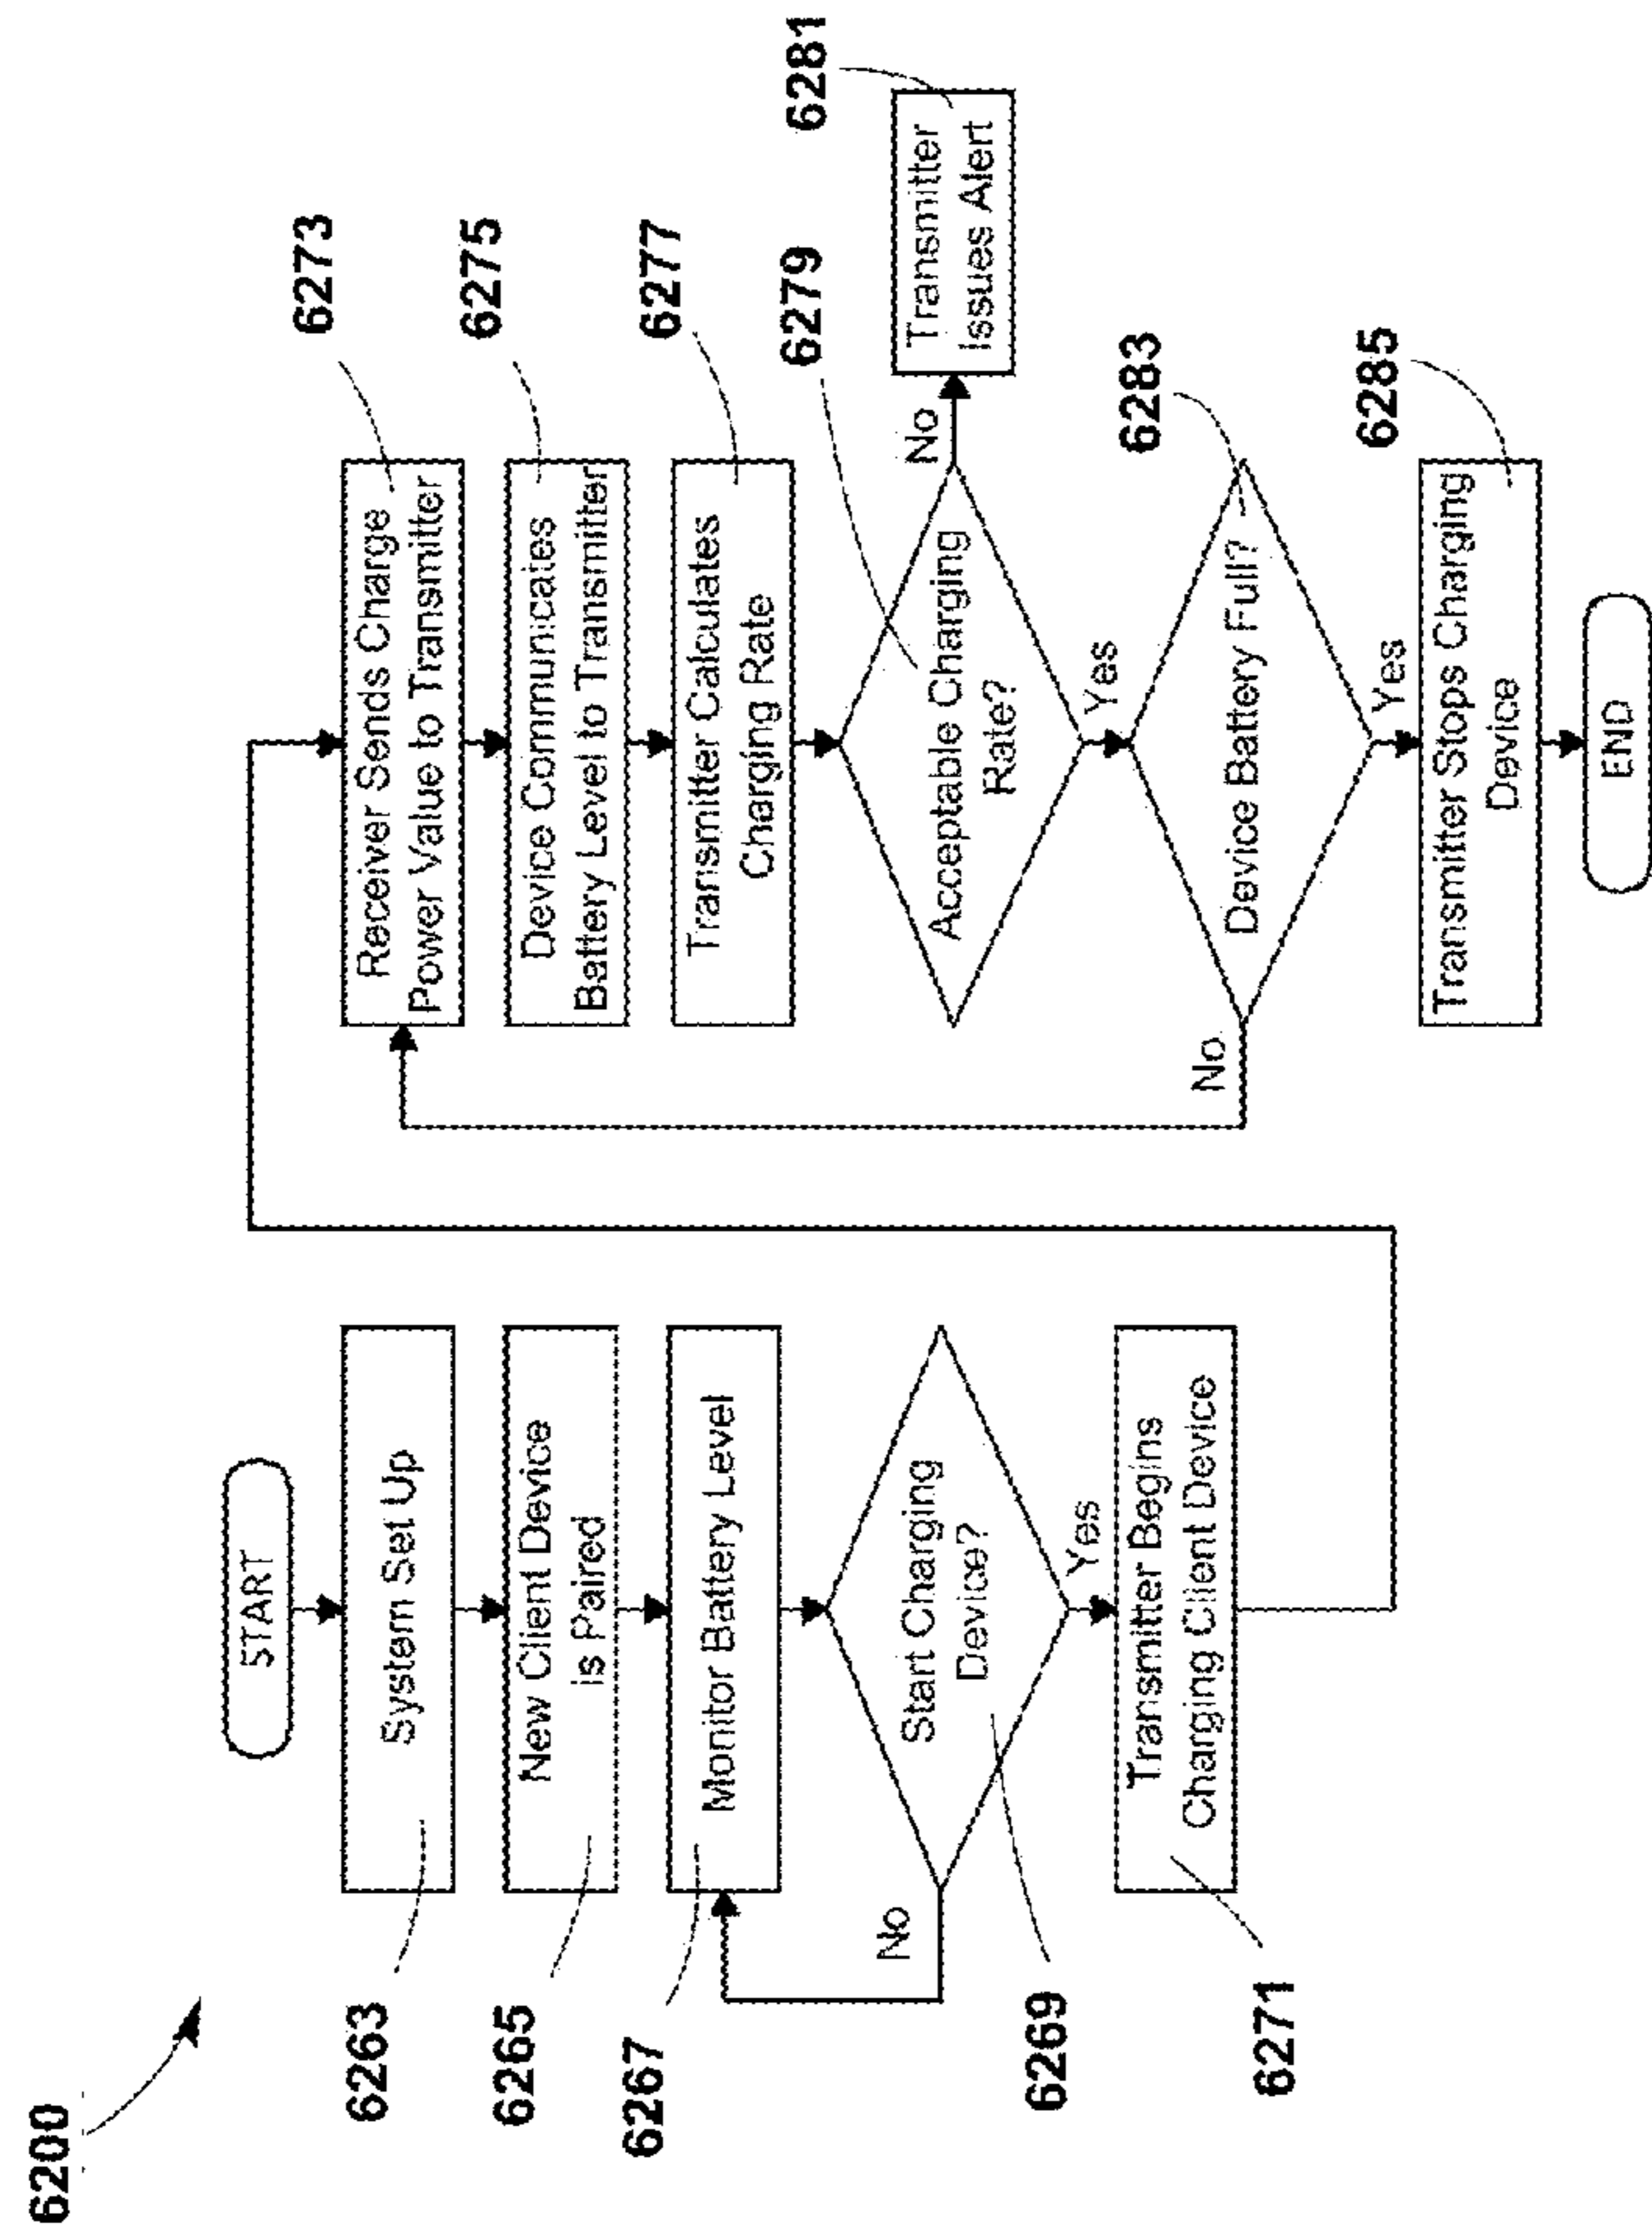 6200
START
6263
System Set Up
6265
New Client Device
is Paired
6267
Monitor Battery Level
6269
Start Charging
Device?
No
Yes
6271
Transmitter Begins
Charging Client Device
6273
Receiver Sends Charge
Power Value to Transmitter
6275
Device Communicates
Battery Level to Transmitter
6277
Transmitter Calculates
Charging Rate
6279
Acceptable Charging
Rate?
No
6281
Transmitter
Issues Alert
Yes
6283
Device Battery Full?
No
Yes
6285
Transmitter Stops Charging
Device
END